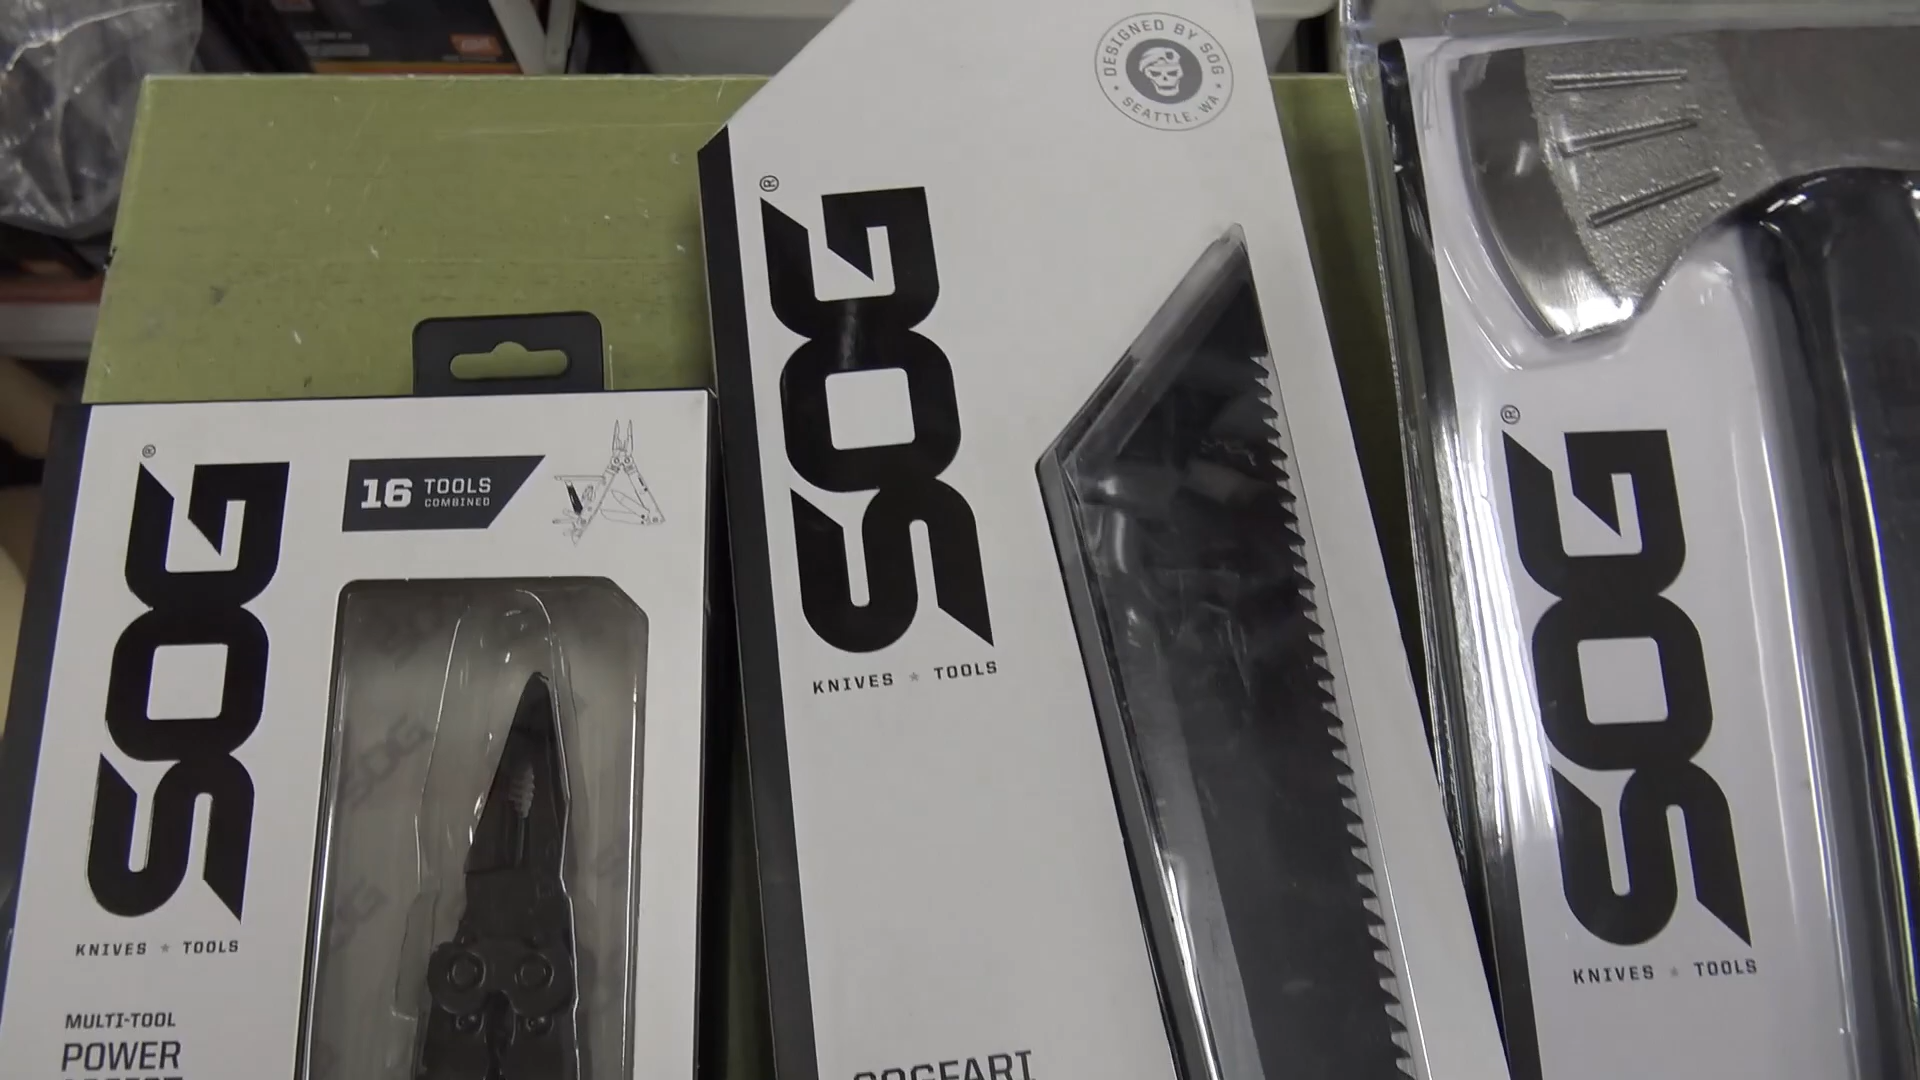 SOG®
KNIVES * TOOLS
16 TOOLS
COMBINED
MULTI-TOOL
POWER
DESIGNED BY SOG
SEATTLE, WA
SOG®
KNIVES * TOOLS
SOGFARI
SOG®
KNIVES * TOOLS